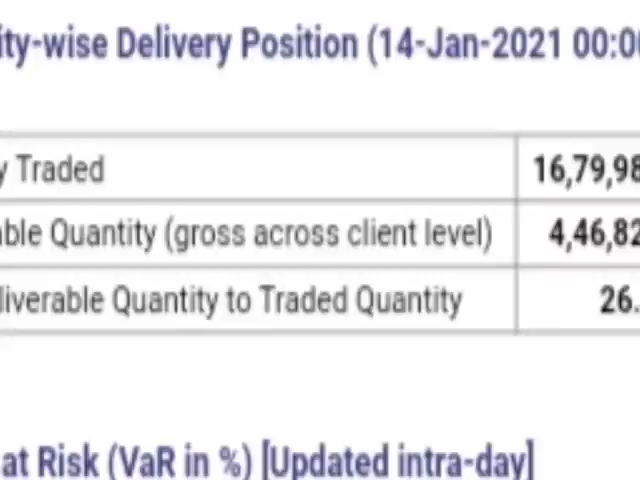 ity-wise Delivery Position (14-Jan-2021 00:00
y Traded 16,79,98
able Quantity (gross across client level) 4,46,82
liverable Quantity to Traded Quantity 26.
at Risk (VaR in %) [Updated intra-day]